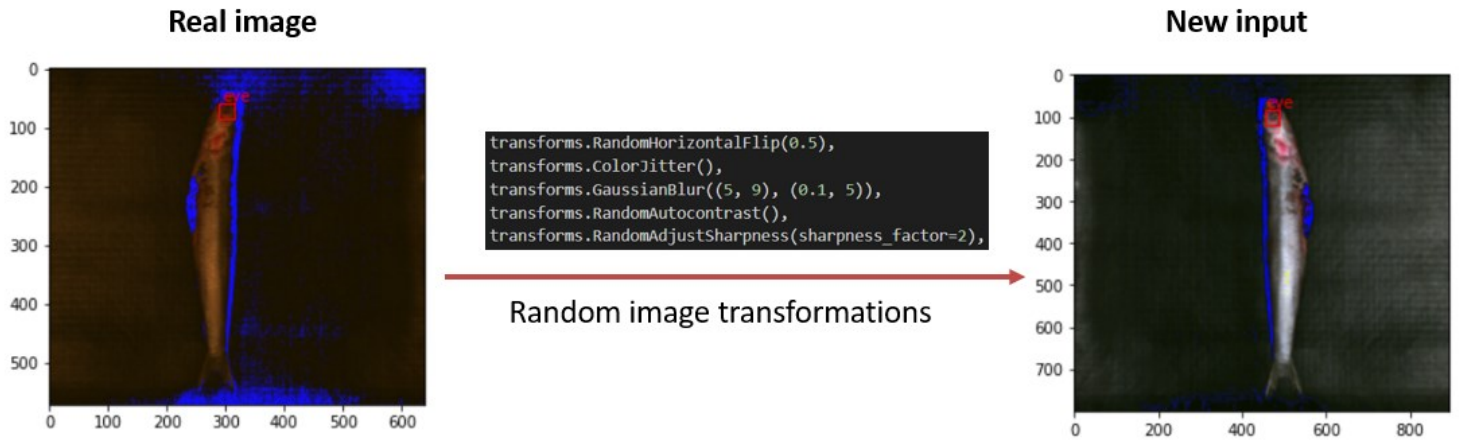 Real image
New input
0
100
200
300
400
500
0 100 200 300 400 500 600
eye
transforms.RandomHorizontalFlip(0.5),
transforms.ColorJitter(),
transforms.GaussianBlur((5, 9), (0.1, 5)),
transforms.RandomAutocontrast(),
transforms.RandomAdjustSharpness(sharpness_factor=2),
Random image transformations
0
100
200
300
400
500
600
700
0 200 400 600 800
eye